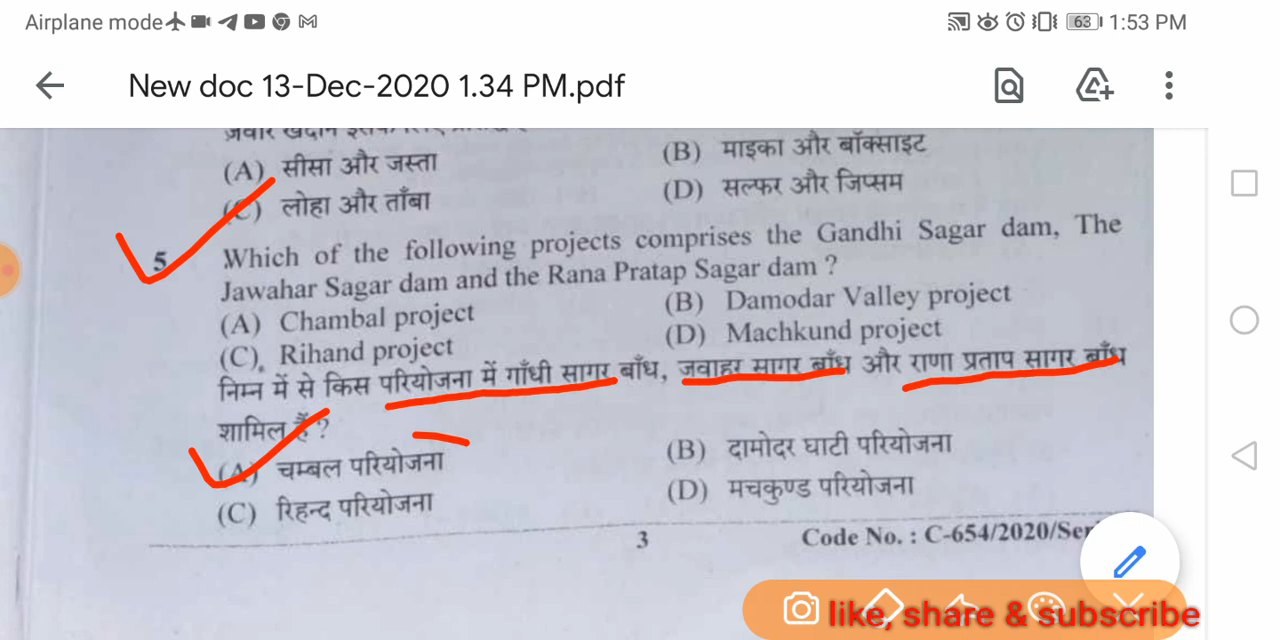 Airplane mode
63 1:53 PM
New doc 13-Dec-2020 1.34 PM.pdf
(A) सीसा और जस्ता (B) माइका और बॉक्साइट
(C) लोहा और ताँबा (D) सल्फर और जिप्सम
5 Which of the following projects comprises the Gandhi Sagar dam, The
Jawahar Sagar dam and the Rana Pratap Sagar dam ?
(A) Chambal project (B) Damodar Valley project
(C) Rihand project (D) Machkund project
निम्न में से किस परियोजना में गाँधी सागर बाँध, जवाहर सागर बाँध और राणा प्रताप सागर बाँध
शामिल हैं ?
(A) चम्बल परियोजना (B) दामोदर घाटी परियोजना
(C) रिहन्द परियोजना (D) मचकुण्ड परियोजना
3 Code No. : C-654/2020/Ser
like, share & subscribe